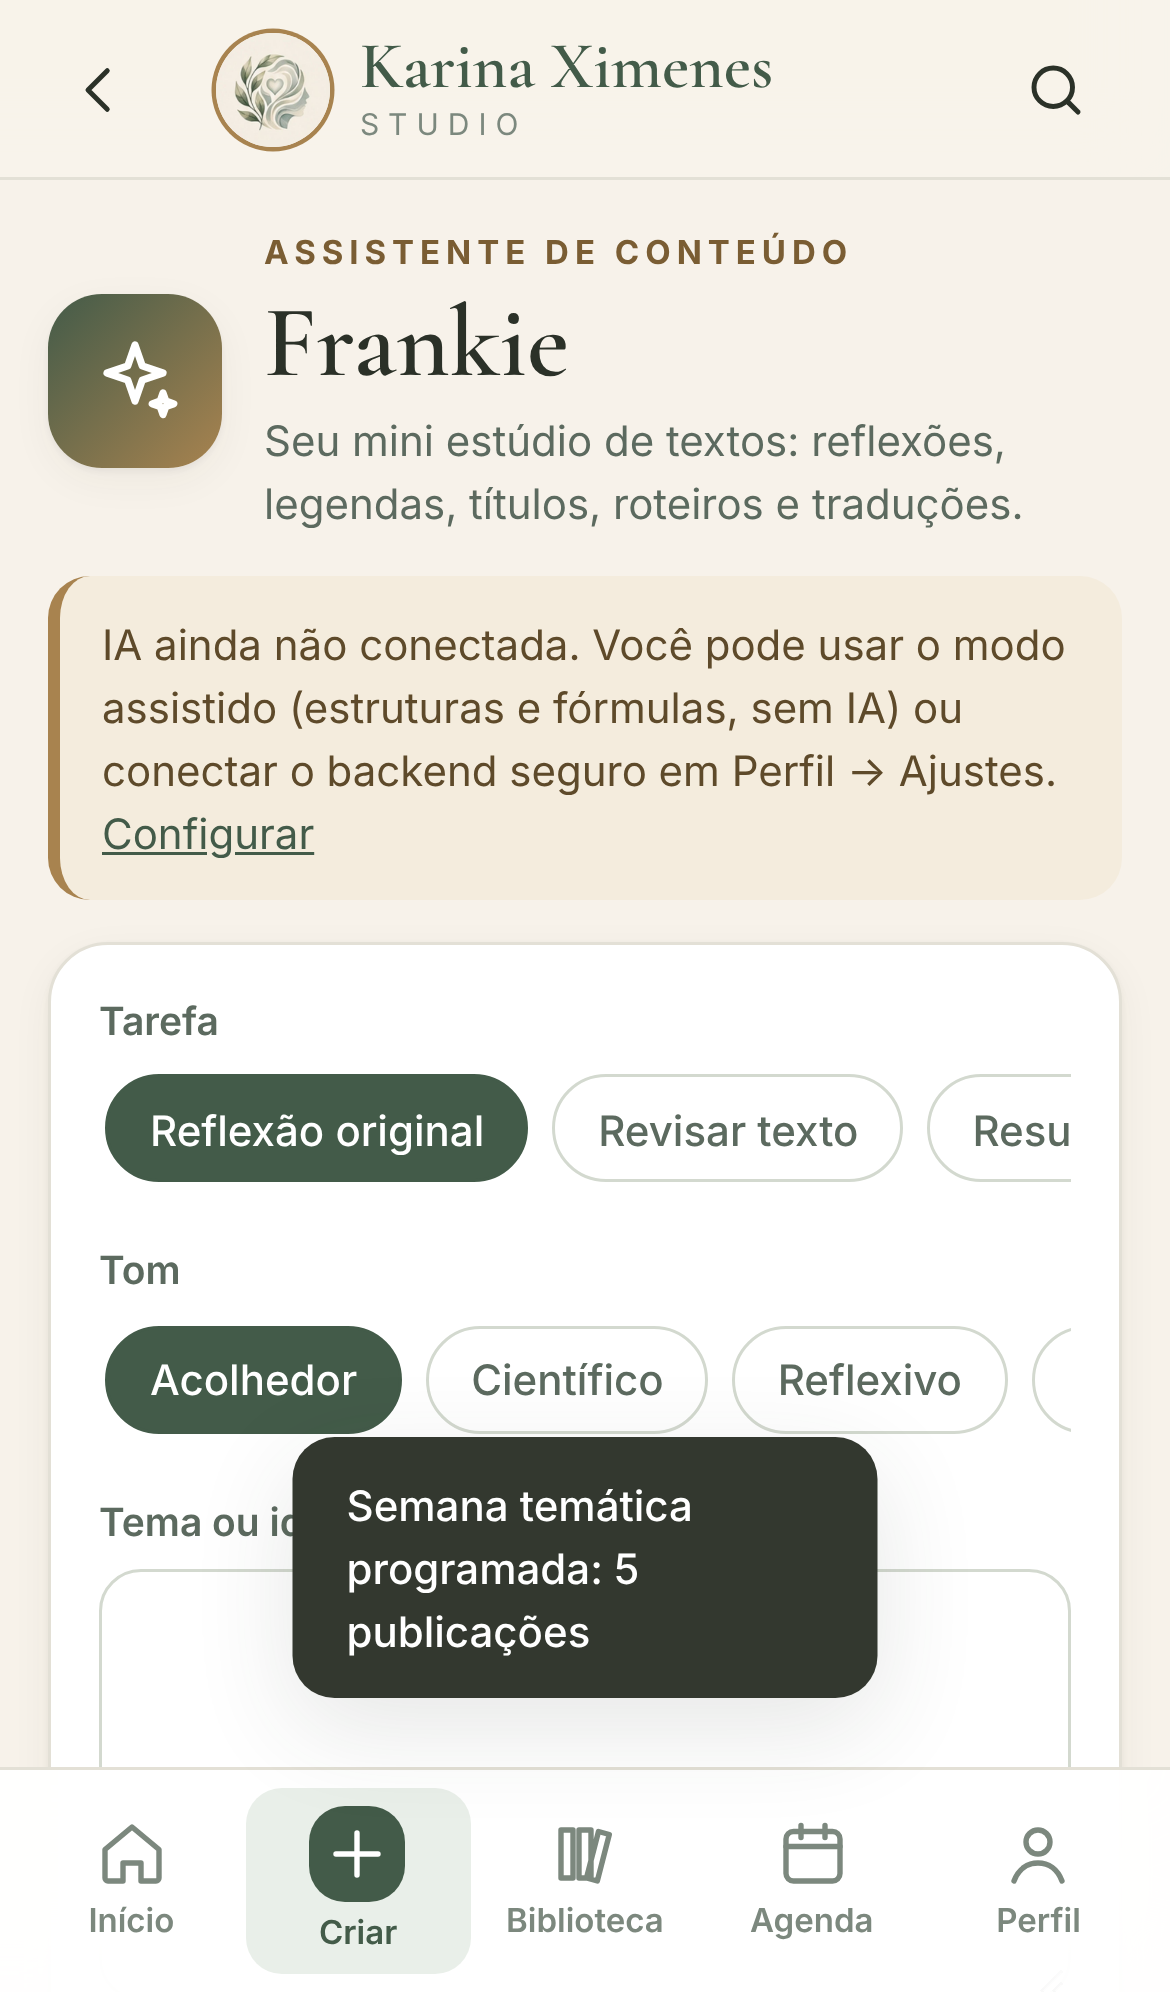 Karina Ximenes
STUDIO
ASSISTENTE DE CONTEÚDO
Frankie
Seu mini estúdio de textos: reflexões,
legendas, títulos, roteiros e traduções.
IA ainda não conectada. Você pode usar o modo
assistido (estruturas e fórmulas, sem IA) ou
conectar o backend seguro em Perfil → Ajustes.
Configurar
Tarefa
Reflexão original
Revisar texto
Resu
Tom
Acolhedor
Científico
Reflexivo
Tema ou
Semana temática
programada: 5
publicações
Início
Criar
Biblioteca
Agenda
Perfil